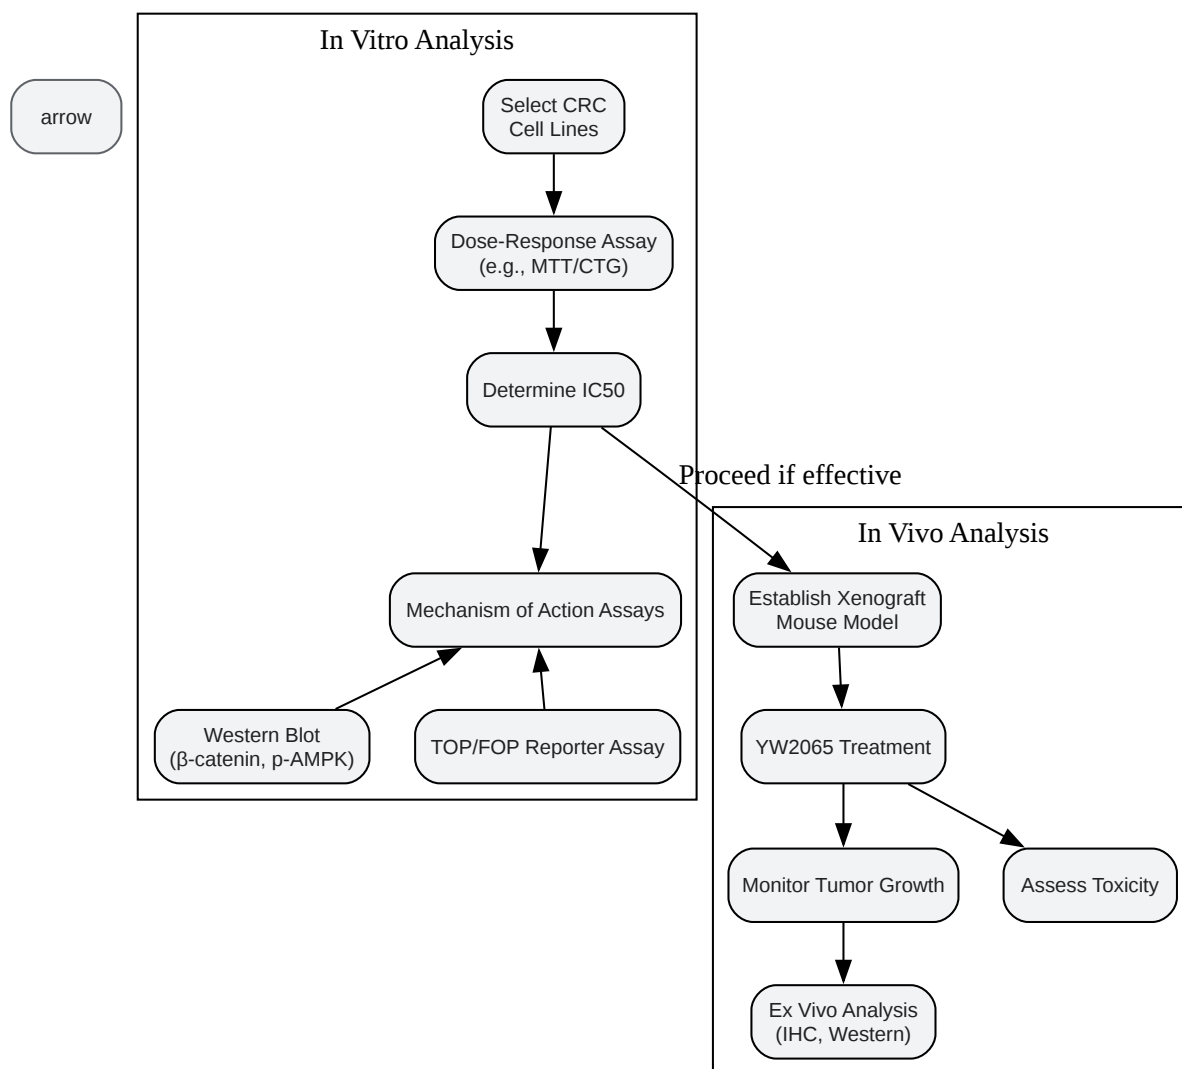 In Vitro Analysis
arrow
Select CRC
Cell Lines
Dose-Response Assay
(e.g., MTT/CTG)
Determine IC50
Proceed if effective
In Vivo Analysis
Mechanism of Action Assays
Establish Xenograft
Mouse Model
Western Blot
(β-catenin, p-AMPK)
TOP/FOP Reporter Assay
YW2065 Treatment
Monitor Tumor Growth
Assess Toxicity
Ex Vivo Analysis
(IHC, Western)